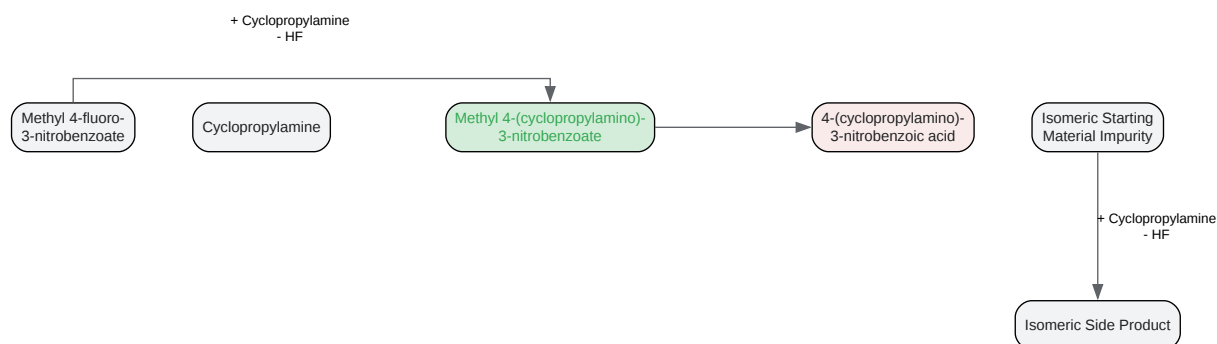 + Cyclopropylamine
- HF
Methyl 4-fluoro-
3-nitrobenzoate
Cyclopropylamine
Methyl 4-(cyclopropylamino)-
3-nitrobenzoate
4-(cyclopropylamino)-
3-nitrobenzoic acid
Isomeric Starting
Material Impurity
+ Cyclopropylamine
- HF
Isomeric Side Product